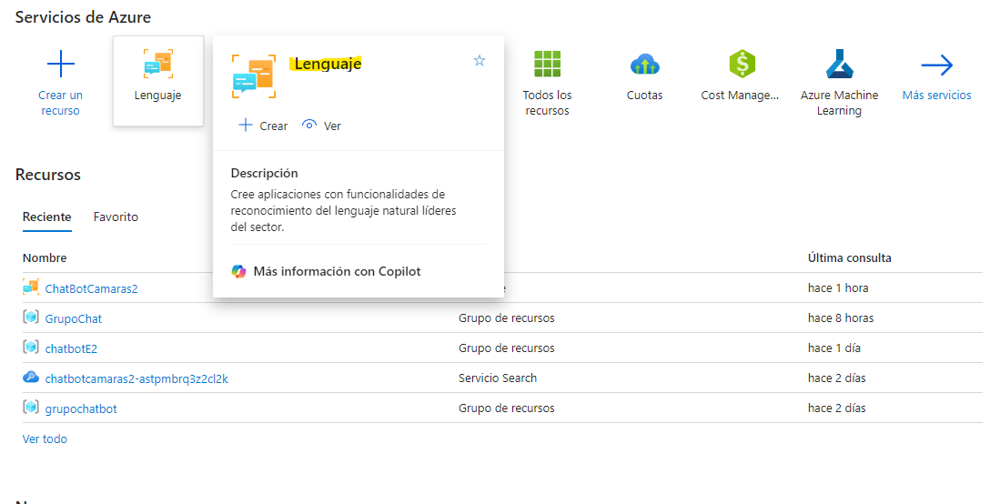 Servicios de Azure
Crear un
recurso
Lenguaje
Lenguaje
Crear
Ver
Descripción
Cree aplicaciones con funcionalidades de
reconocimiento del lenguaje natural líderes
del sector.
Más información con Copilot
Todos los
recursos
Cuotas
Cost Manage...
Azure Machine
Learning
Más servicios
Recursos
Reciente Favorito
Nombre Última consulta
ChatBotCamaras2 hace 1 hora
GrupoChat Grupo de recursos hace 8 horas
chatbotE2 Grupo de recursos hace 1 día
chatbotcamaras2-astpmbrq3z2cl2k Servicio Search hace 2 días
grupochatbot Grupo de recursos hace 2 días
Ver todo